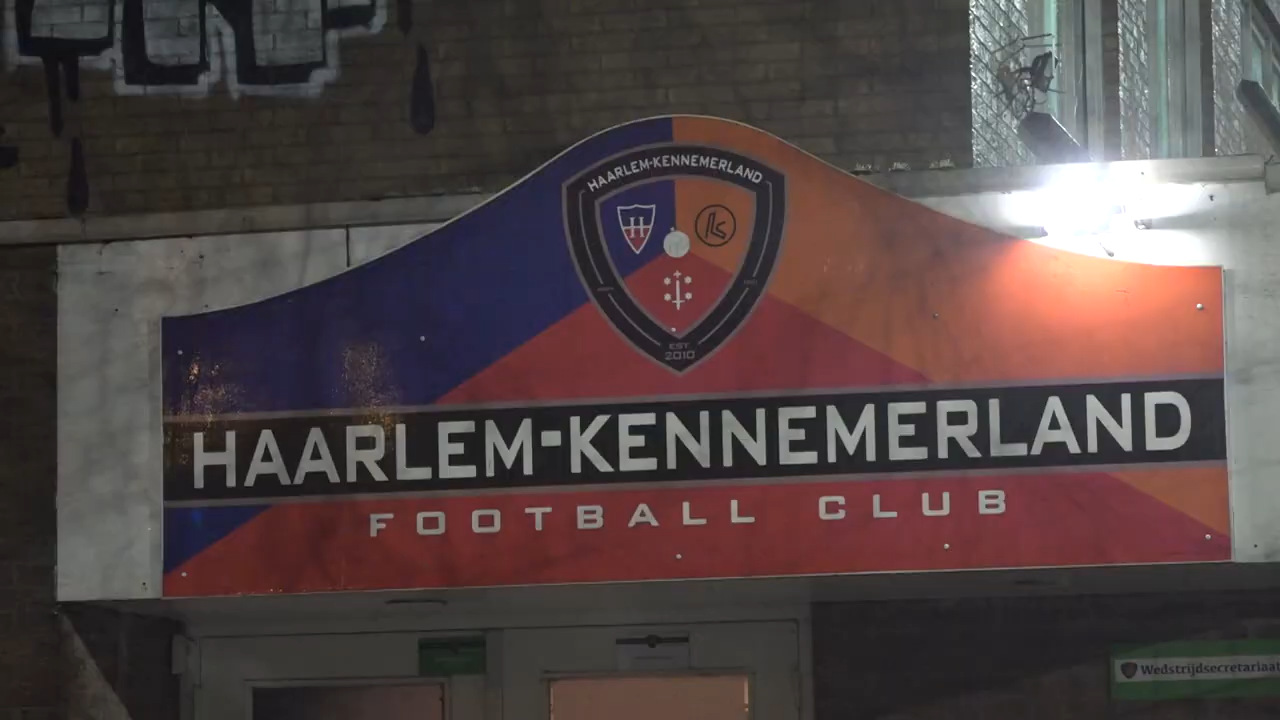 HAARLEM-KENNEMERLAND
H
EST
2010
HAARLEM-KENNEMERLAND
FOOTBALL CLUB
Wedstrijdsecretariaat